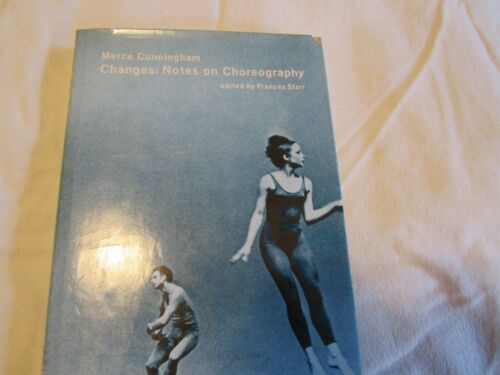 Merce Cunningham
Changes: Notes on Choreography
edited by Frances Starr